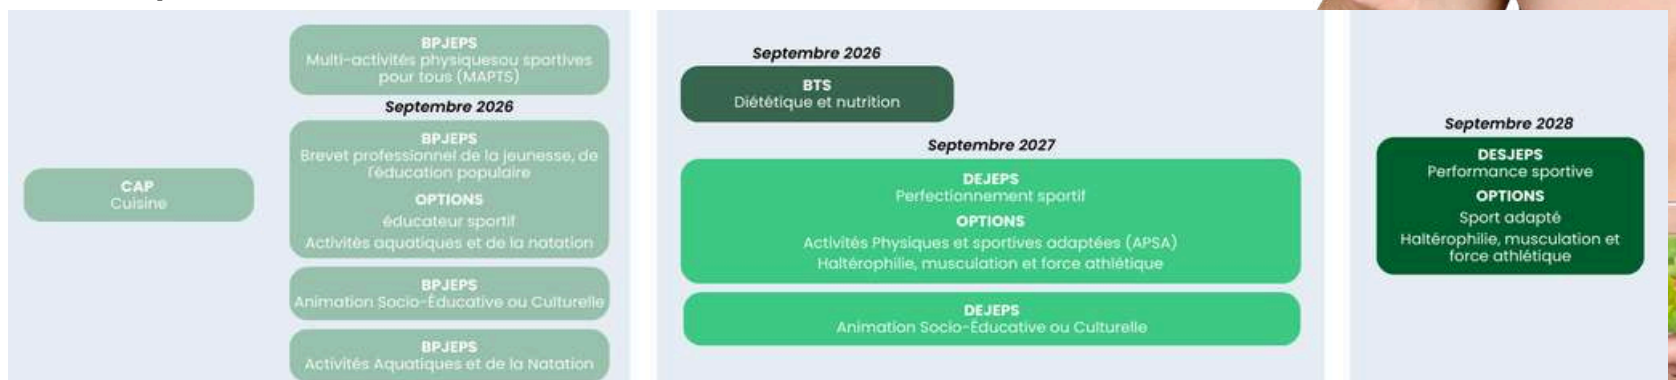 CAP
Cuisine
BPJEPS
Multi-activités physiquesou sportives
pour tous (MAPTS)
Septembre 2026
BPJEPS
Brevet professionnel de la jeunesse, de
l'éducation populaire
OPTIONS
éducateur sportif
Activités aquatiques et de la natation
BPJEPS
Animation Socio-Éducative ou Culturelle
BPJEPS
Activités Aquatiques et de la Natation
Septembre 2026
BTS
Diététique et nutrition
Septembre 2027
DEJEPS
Perfectionnement sportif
OPTIONS
Activités Physiques et sportives adaptées (APSA)
Haltérophilie, musculation et force athlétique
DEJEPS
Animation Socio-Éducative ou Culturelle
Septembre 2028
DESJEPS
Performance sportive
OPTIONS
Sport adapté
Haltérophilie, musculation et
force athlétique